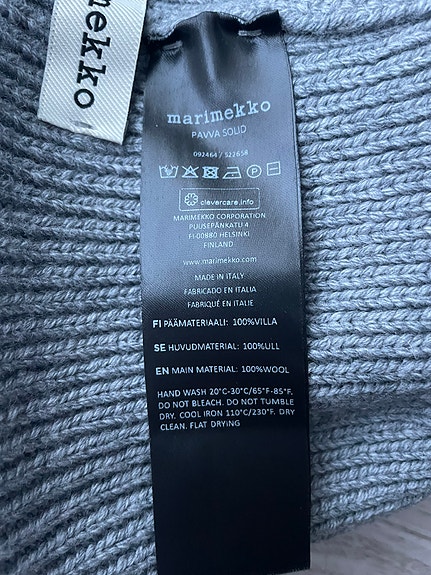 mekko
marimekko
PAVVA SOLID
092464 / 522658
clevercare.info
MARIMEKKO CORPORATION
PUUSEPÄNKATU 4
FI-00880 HELSINKI
FINLAND
www.marimekko.com
MADE IN ITALY
FABRICADO EN ITALIA
FABRIQUÉ EN ITALIE
FI PÄÄMATERIAALI: 100%VILLA
SE HUVUDMATERIAL: 100%ULL
EN MAIN MATERIAL: 100%WOOL
HAND WASH 20°C-30°C/65°F-85°F,
DO NOT BLEACH. DO NOT TUMBLE
DRY. COOL IRON 110°C/230°F. DRY
CLEAN. FLAT DRYING